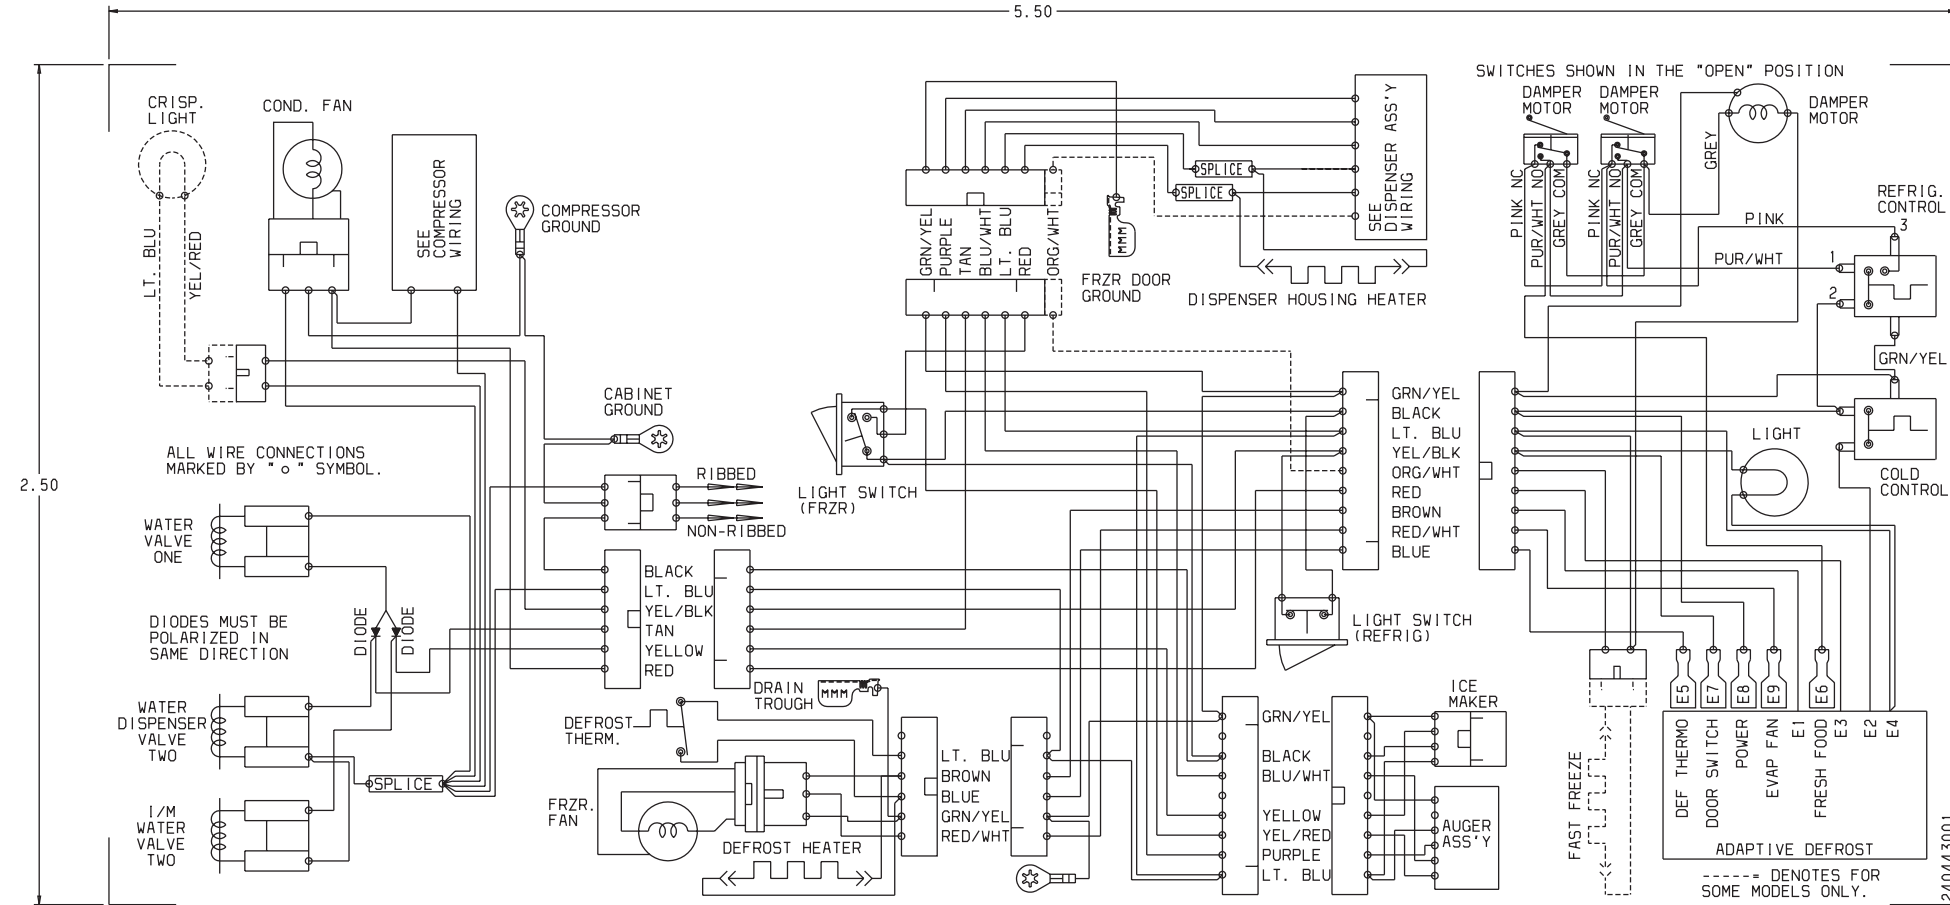 5.50
2.50
CRISP.
LIGHT
COND. FAN
SEE
COMPRESSOR
WIRING
COMPRESSOR
GROUND
LT. BLU
YEL/RED
CABINET
GROUND
ALL WIRE CONNECTIONS
MARKED BY "o" SYMBOL.
RIBBED
NON-RIBBED
WATER
VALVE
ONE
DIODES MUST BE
POLARIZED IN
SAME DIRECTION
DIODE
DIODE
BLACK
LT. BLU
YEL/BLK
TAN
YELLOW
RED
WATER
DISPENSER
VALVE
TWO
I/M
WATER
VALVE
TWO
SPLICE
GRN/YEL
PURPLE
TAN
BLU/WHT
LT. BLU
RED
ORG/WHT
SPLICE
SPLICE
SEE
DISPENSER ASS'Y
WIRING
MMM
FRZR DOOR
GROUND
DISPENSER HOUSING HEATER
LIGHT SWITCH
(FRZR)
SWITCHES SHOWN IN THE "OPEN" POSITION
DAMPER
MOTOR
DAMPER
MOTOR
DAMPER
MOTOR
GREY
PINK NC
PUR/WHT NO
GREY COM
PINK NC
PUR/WHT NO
GREY COM
PINK
PUR/WHT
REFRIG.
CONTROL
3
1
2
GRN/YEL
COLD
CONTROL
LIGHT
GRN/YEL
BLACK
LT. BLU
YEL/BLK
ORG/WHT
RED
BROWN
RED/WHT
BLUE
LIGHT SWITCH
(REFRIG)
DRAIN
TROUGH
MMM
DEFROST
THERM.
FRZR.
FAN
DEFROST HEATER
LT. BLU
BROWN
BLUE
GRN/YEL
RED/WHT
GRN/YEL
BLACK
BLU/WHT
YELLOW
YEL/RED
PURPLE
LT. BLU
ICE
MAKER
AUGER
ASS'Y
FAST FREEZE
E5
E7
E8
E9
E6
DEF THERMO
DOOR SWITCH
POWER
EVAP FAN
E1
FRESH FOOD
E3
E2
E4
ADAPTIVE DEFROST
------ DENOTES FOR
SOME MODELS ONLY.
240443001